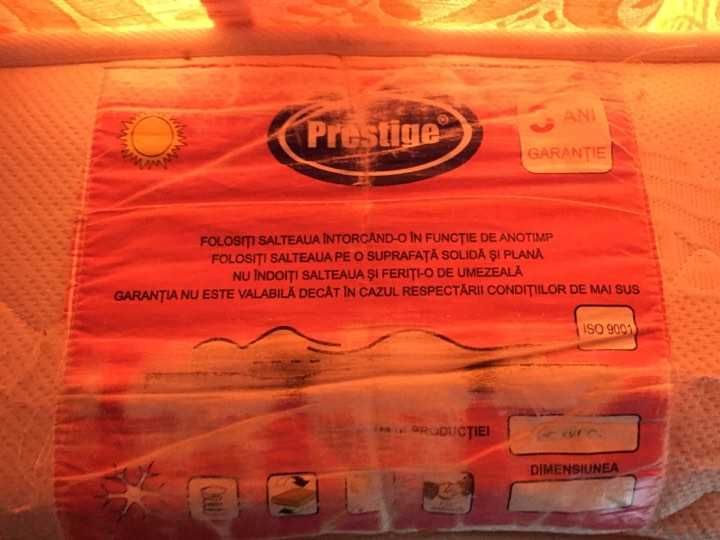 Prestige®
ANI
GARANȚIE
FOLOSIȚI SALTEAUA ÎNTORCÂND-O ÎN FUNCȚIE DE ANOTIMP
FOLOSIȚI SALTEAUA PE O SUPRAFAȚĂ SOLIDĂ ȘI PLANĂ
NU ÎNDOIȚI SALTEAUA ȘI FERIȚI-O DE UMEZEALĂ
GARANȚIA NU ESTE VALABILĂ DECÂT ÎN CAZUL RESPECTĂRII CONDIȚIILOR DE MAI SUS
ISO 9001
PRODUCȚIEI
DIMENSIUNEA